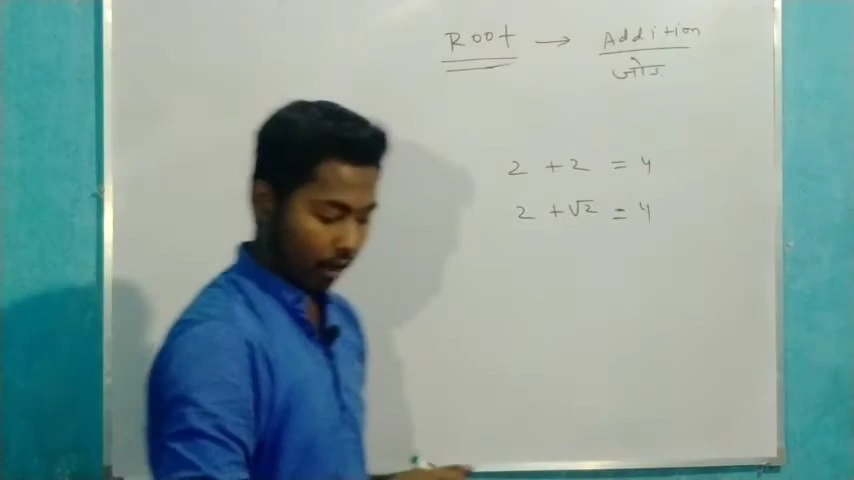 Root → Addition
जोड़
2 + 2 = 4
2 + √2 = 4